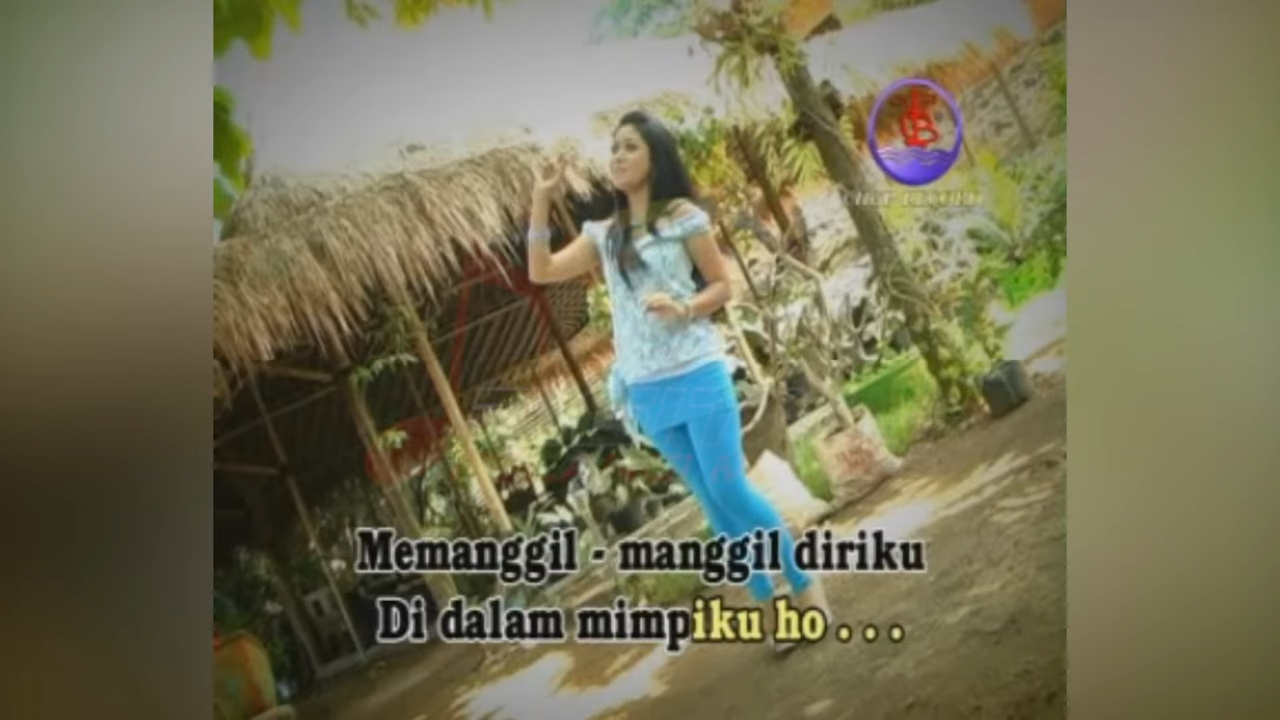 Memanggil - manggil diriku
Di dalam mimpiku ho . . .